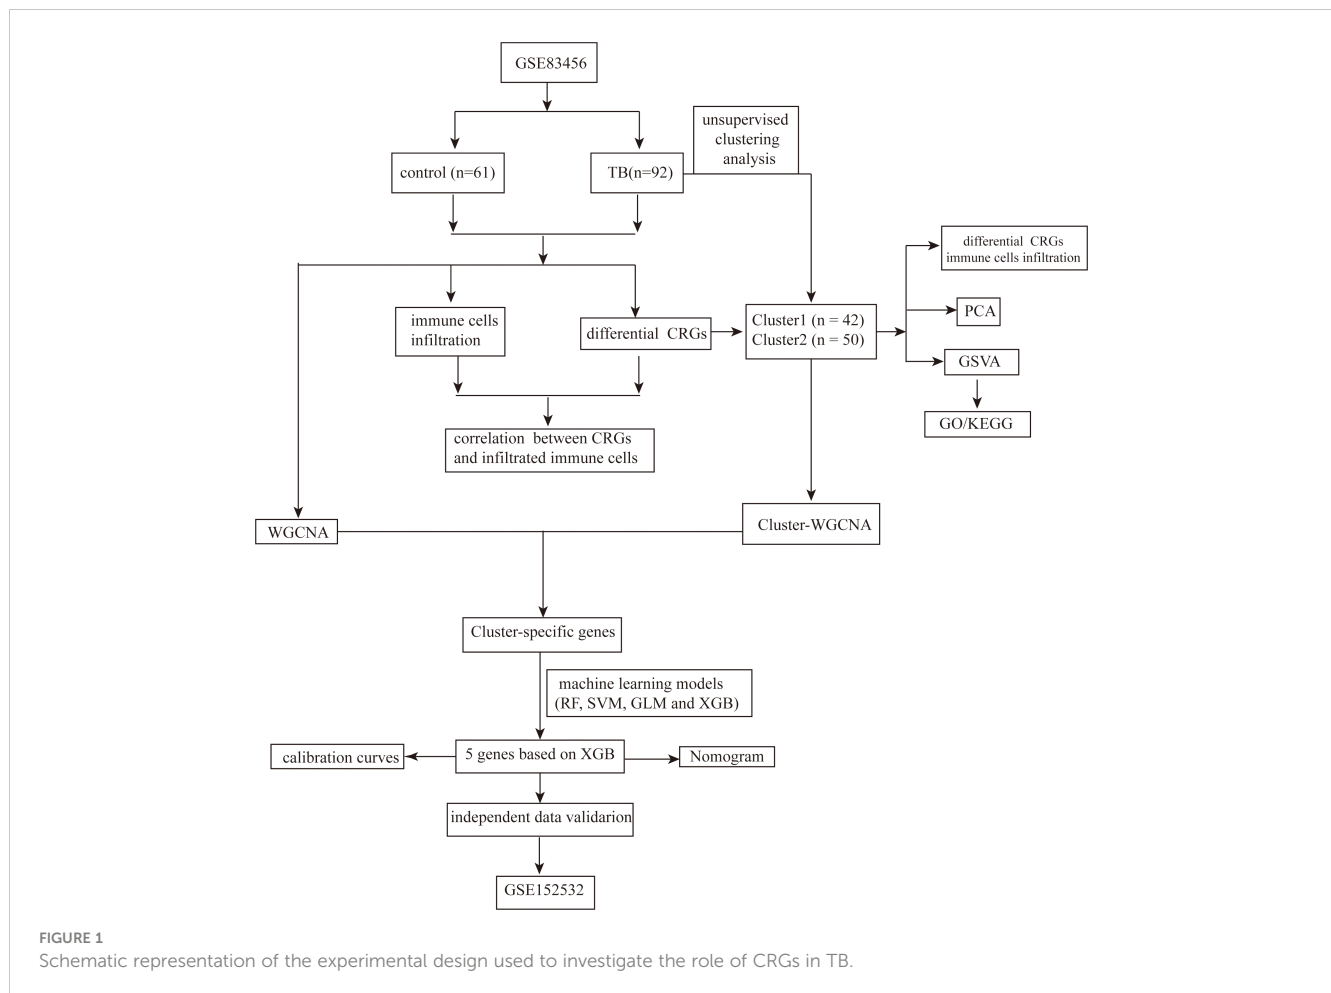 GSE83456
unsupervised
clustering
analysis
control (n=61)
TB(n=92)
differential CRGs
immune cells infiltration
immune cells
infiltration
differential CRGs
Cluster1 (n = 42)
Cluster2 (n = 50)
PCA
GSVA
GO/KEGG
correlation between CRGs
and infiltrated immune cells
WGCNA
Cluster-WGCNA
Cluster-specific genes
machine learning models
(RF, SVM, GLM and XGB)
calibration curves
5 genes based on XGB
Nomogram
independent data validarion
GSE152532
FIGURE 1
Schematic representation of the experimental design used to investigate the role of CRGs in TB.